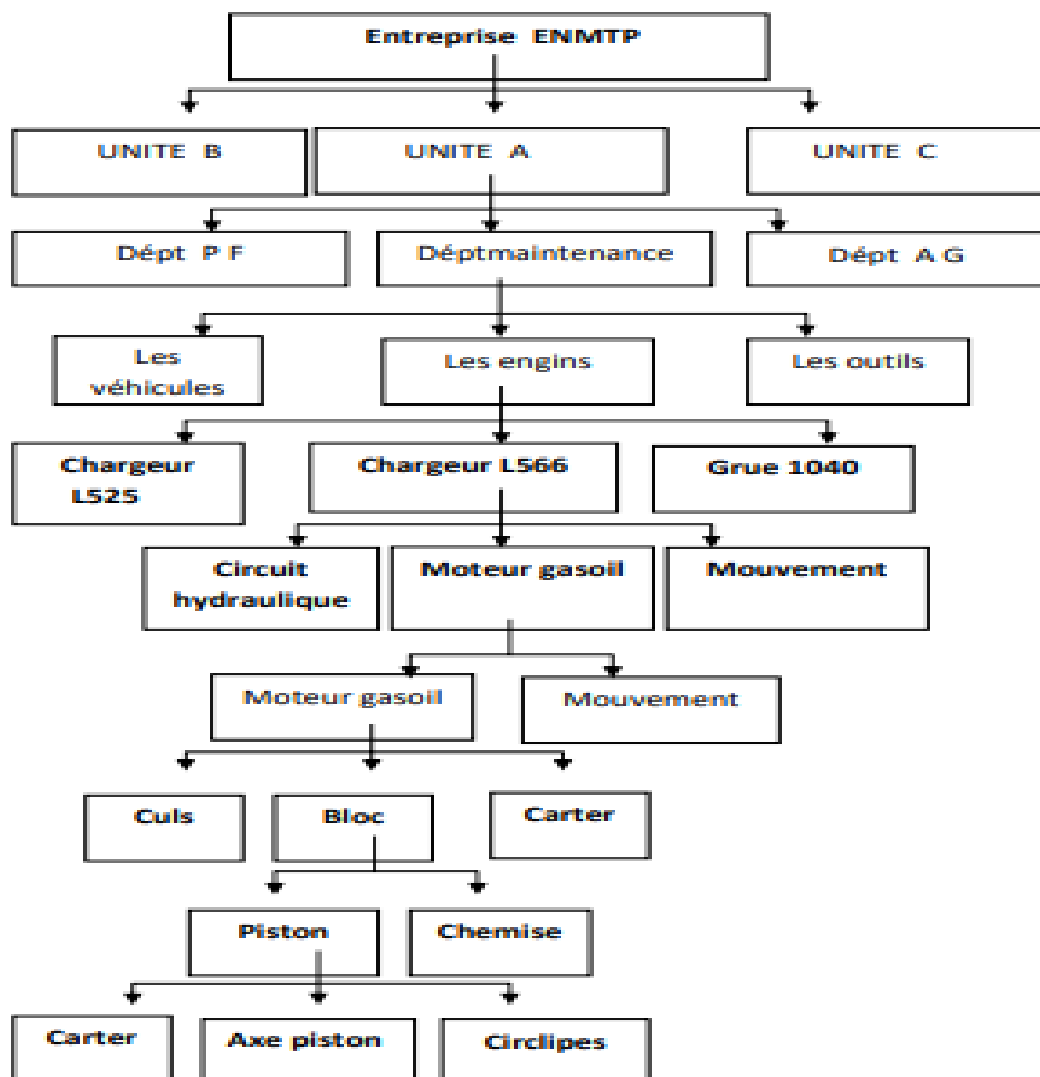 Entreprise ENMTP
UNITE B
UNITE A
UNITE C
Dépt P F
Déptmaintenance
Dépt A G
Les
véhicules
Les engins
Les outils
Chargeur
L525
Chargeur L566
Grue 1040
Circuit
hydraulique
Moteur gasoil
Mouvement
Moteur gasoil
Mouvement
Culs
Bloc
Carter
Piston
Chemise
Carter
Axe piston
Circlipes